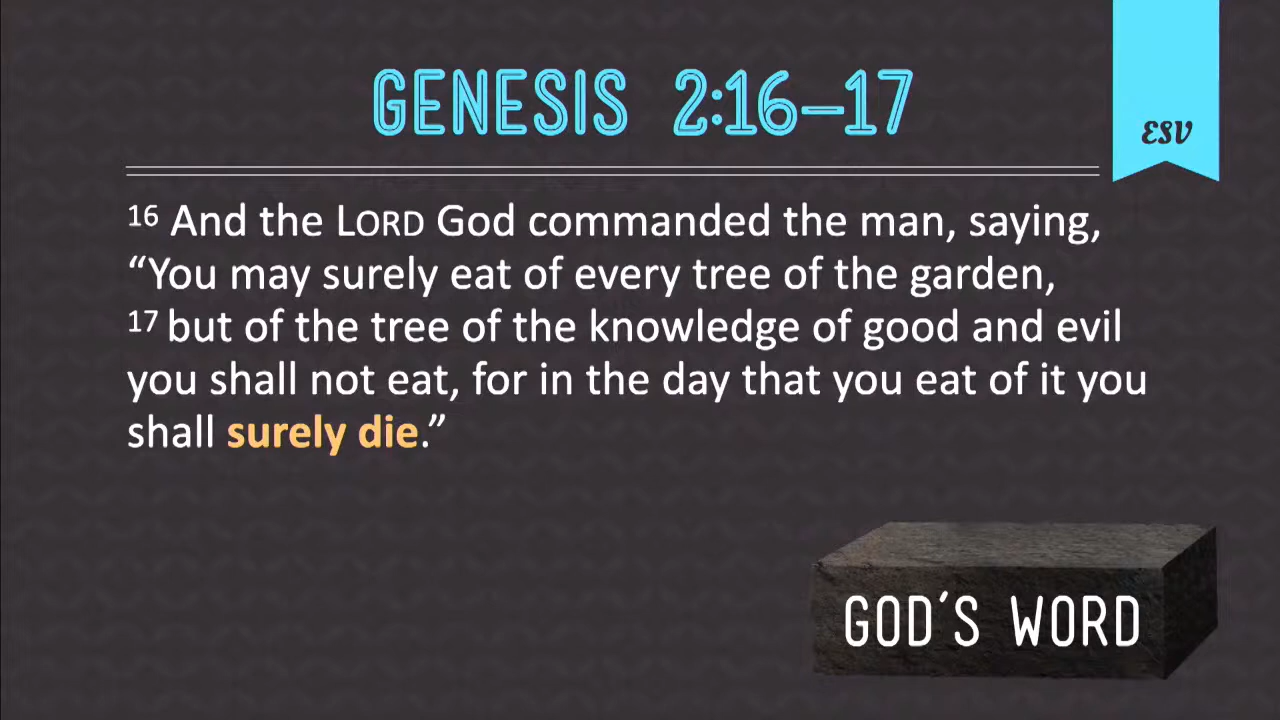 GENESIS 2:16–17
ESV
16 And the LORD God commanded the man, saying,
“You may surely eat of every tree of the garden,
17 but of the tree of the knowledge of good and evil
you shall not eat, for in the day that you eat of it you
shall surely die.”
GOD'S WORD